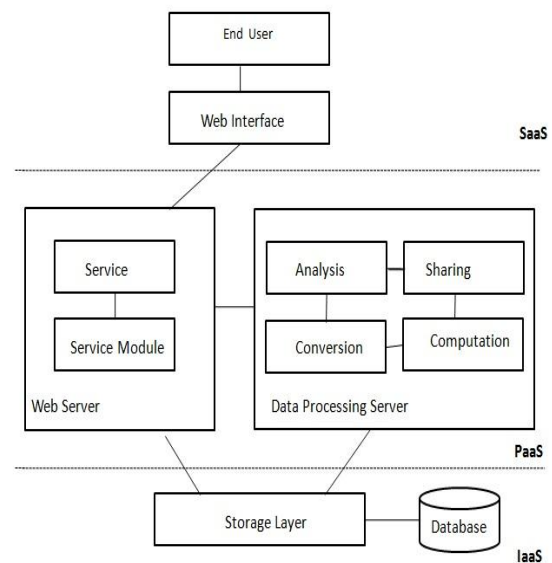 End User
Web Interface
SaaS
Service
Service Module
Web Server
Analysis
Sharing
Conversion
Computation
Data Processing Server
PaaS
Storage Layer
Database
IaaS